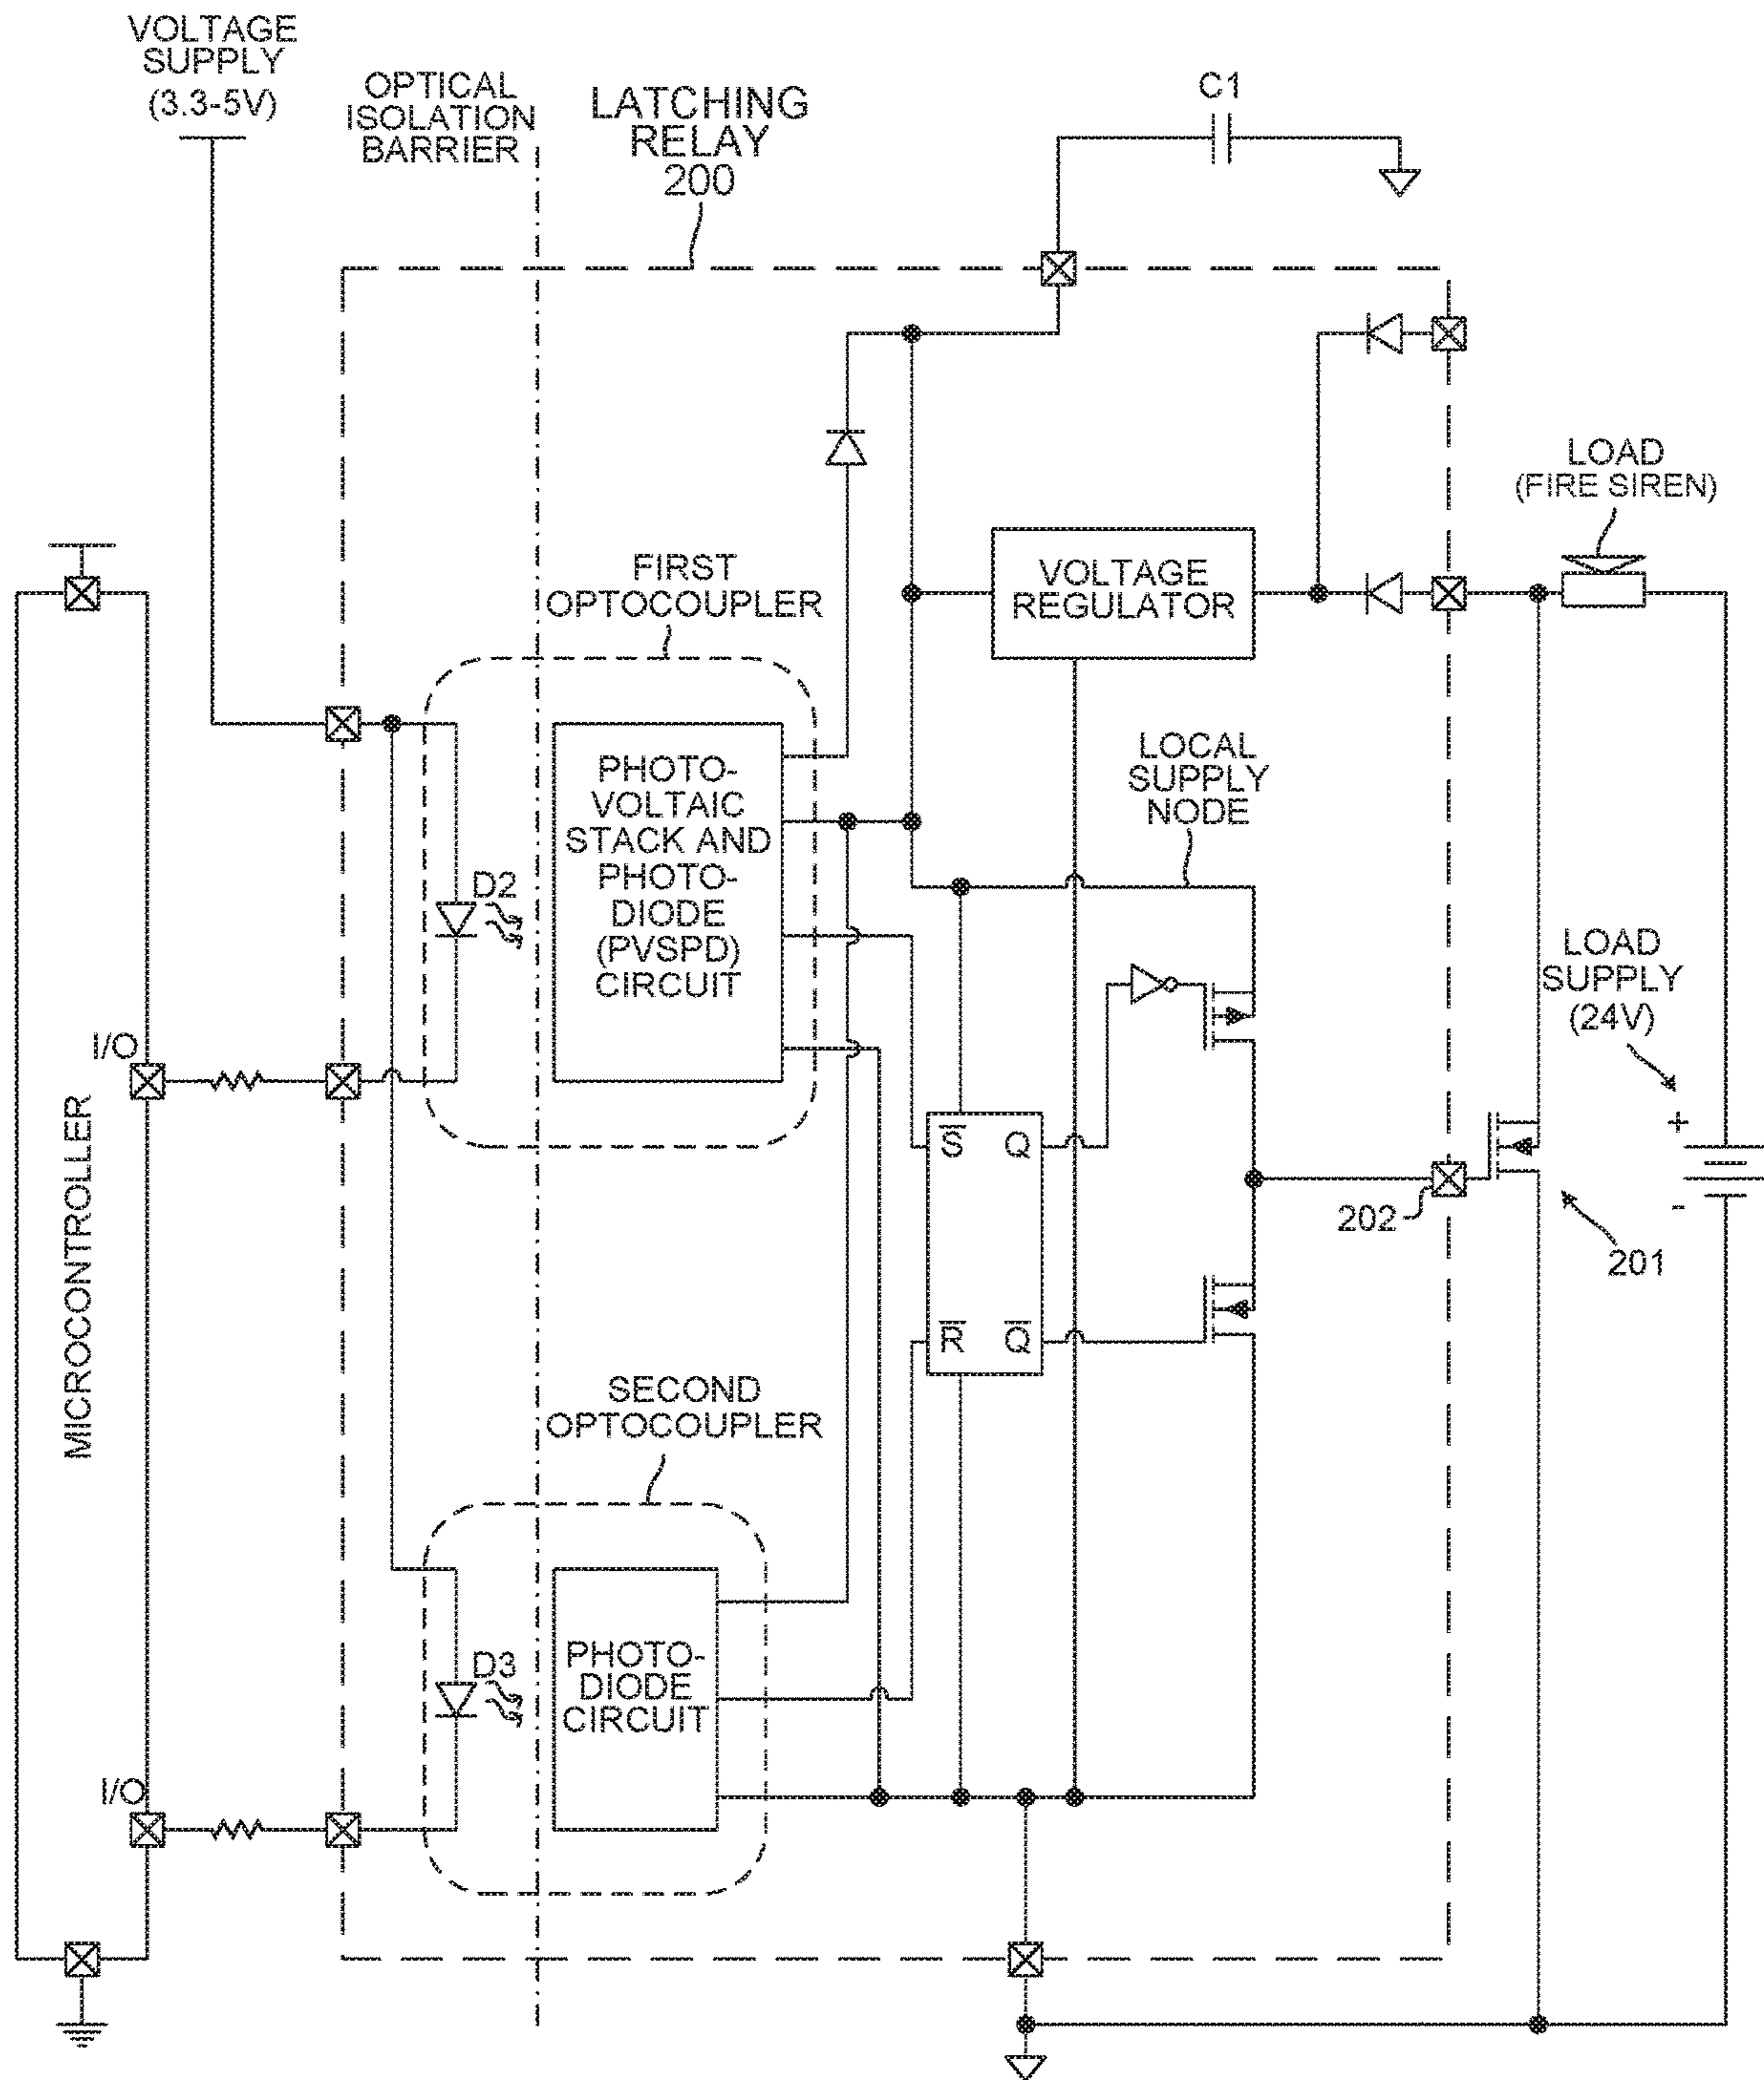 VOLTAGE
SUPPLY
(3.3-5V)
OPTICAL
ISOLATION
BARRIER
LATCHING
RELAY
200
C1
LOAD
(FIRE SIREN)
FIRST
OPTOCOUPLER
VOLTAGE
REGULATOR
PHOTO-
VOLTAIC
STACK AND
PHOTO-
DIODE
(PVSPD)
CIRCUIT
D2
LOCAL
SUPPLY
NODE
LOAD
SUPPLY
(24V)
+
-
I/O
MICROCONTROLLER
S̅ Q
R̅ Q̅
202
201
SECOND
OPTOCOUPLER
D3
PHOTO-
DIODE
CIRCUIT
I/O